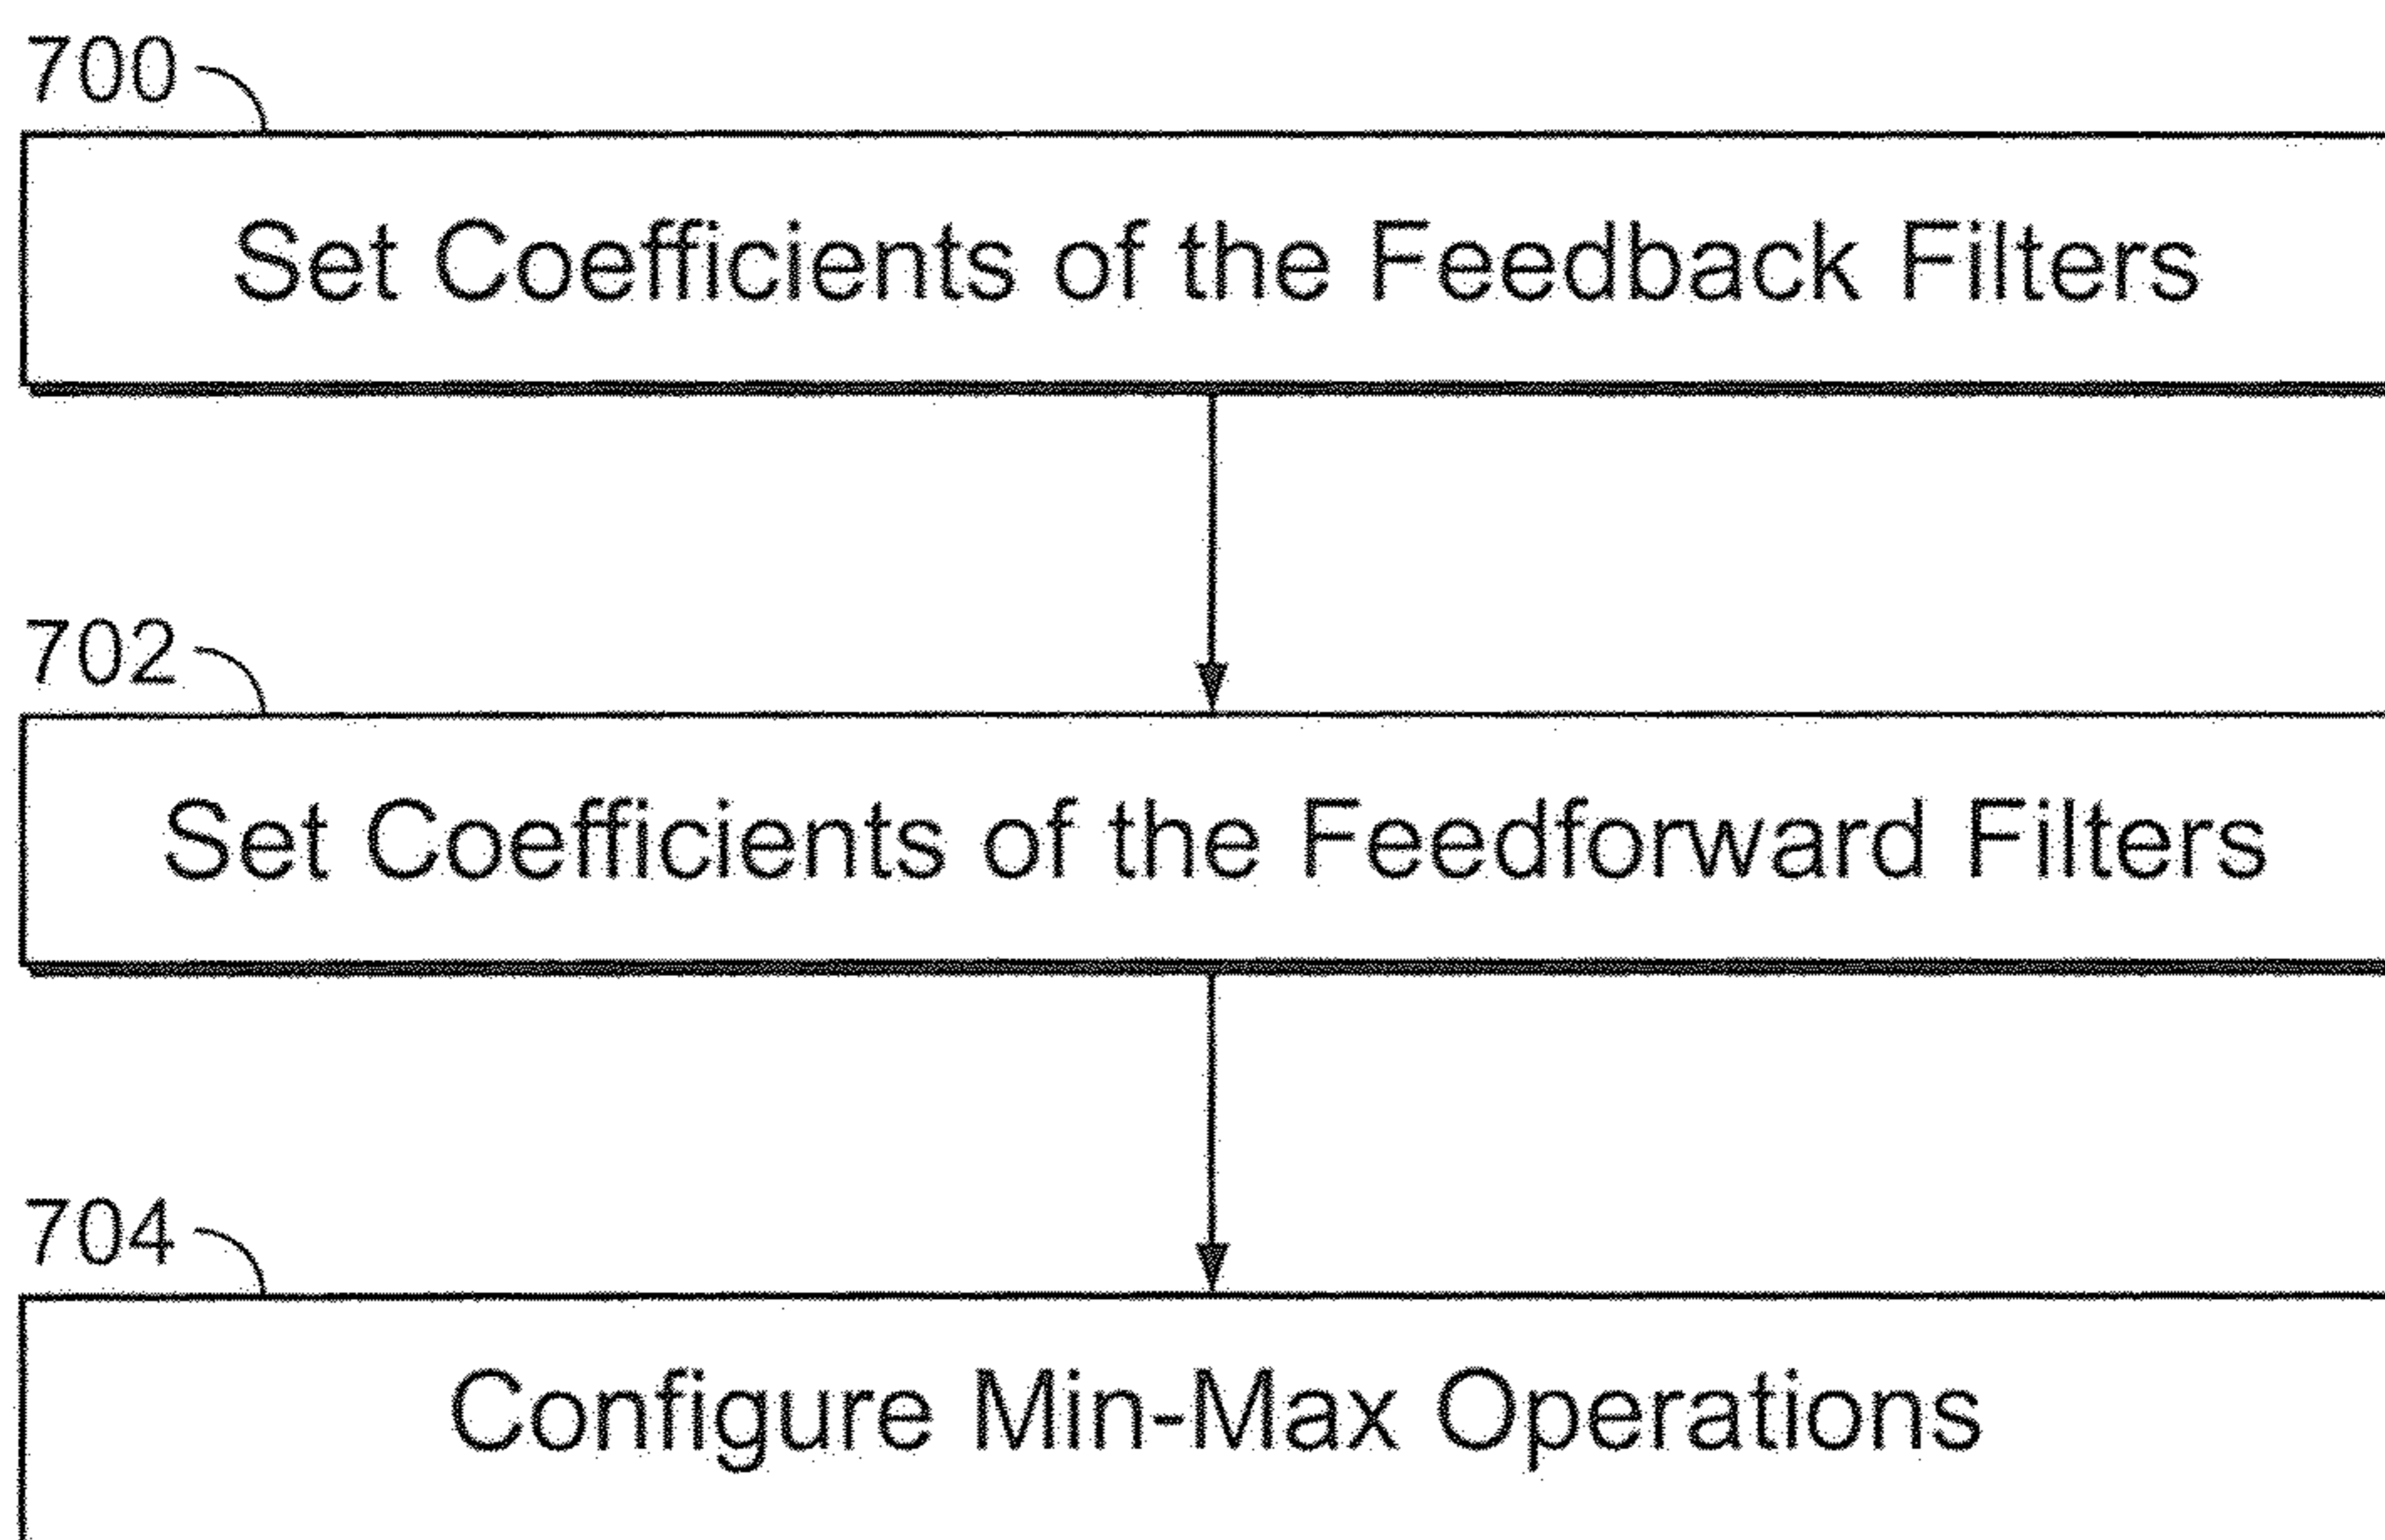 700
Set Coefficients of the Feedback Filters
702
Set Coefficients of the Feedforward Filters
704
Configure Min-Max Operations